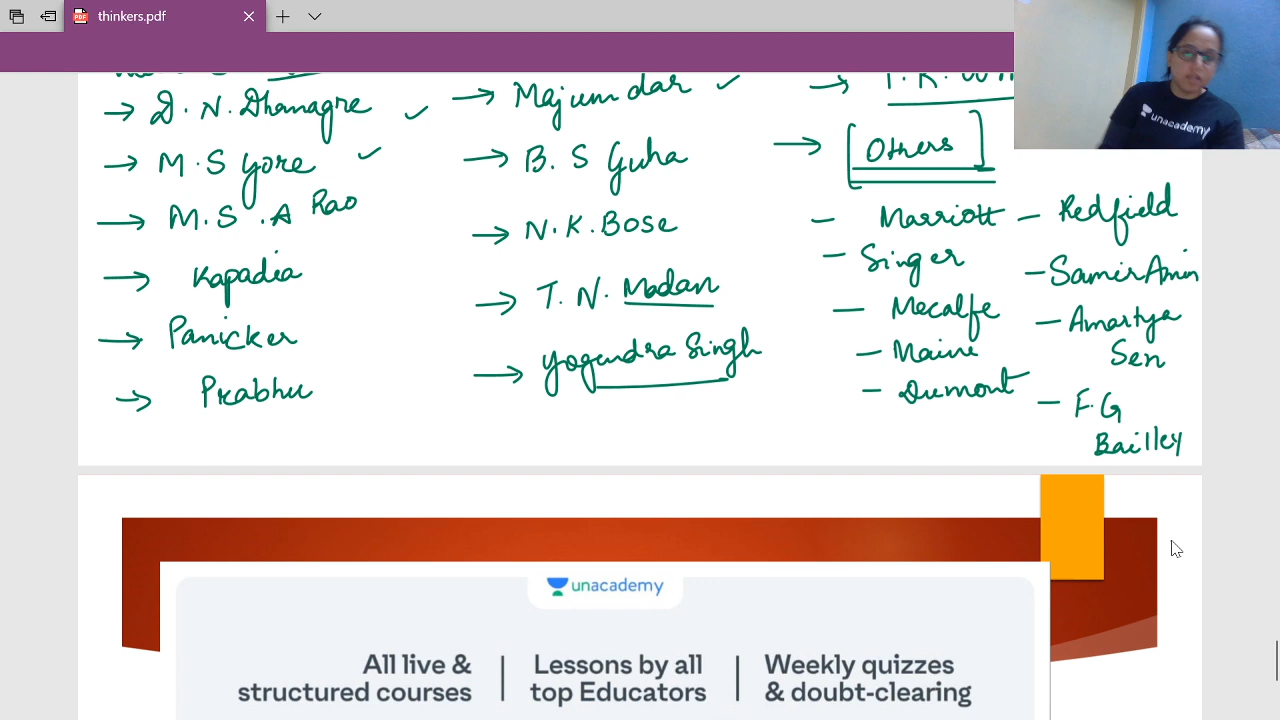 thinkers.pdf
→ D. N. Dhanagre ✓
→ M. S Gore ✓
→ M. S. A Rao
→ Kapadia
→ Panicker
→ Prabhu
→ Majumdar ✓
→ B. S Guha
→ N. K. Bose
→ T. N. Madan
→ Yogendra Singh
→ [Others]
- Marriott
- Singer
- Mecalfe
- Maine
- Dumont
- Redfield
- Samir Amin
- Amartya
Sen
- F. G
Bailley
unacademy
unacademy
All live &
structured courses
Lessons by all
top Educators
Weekly quizzes
& doubt-clearing